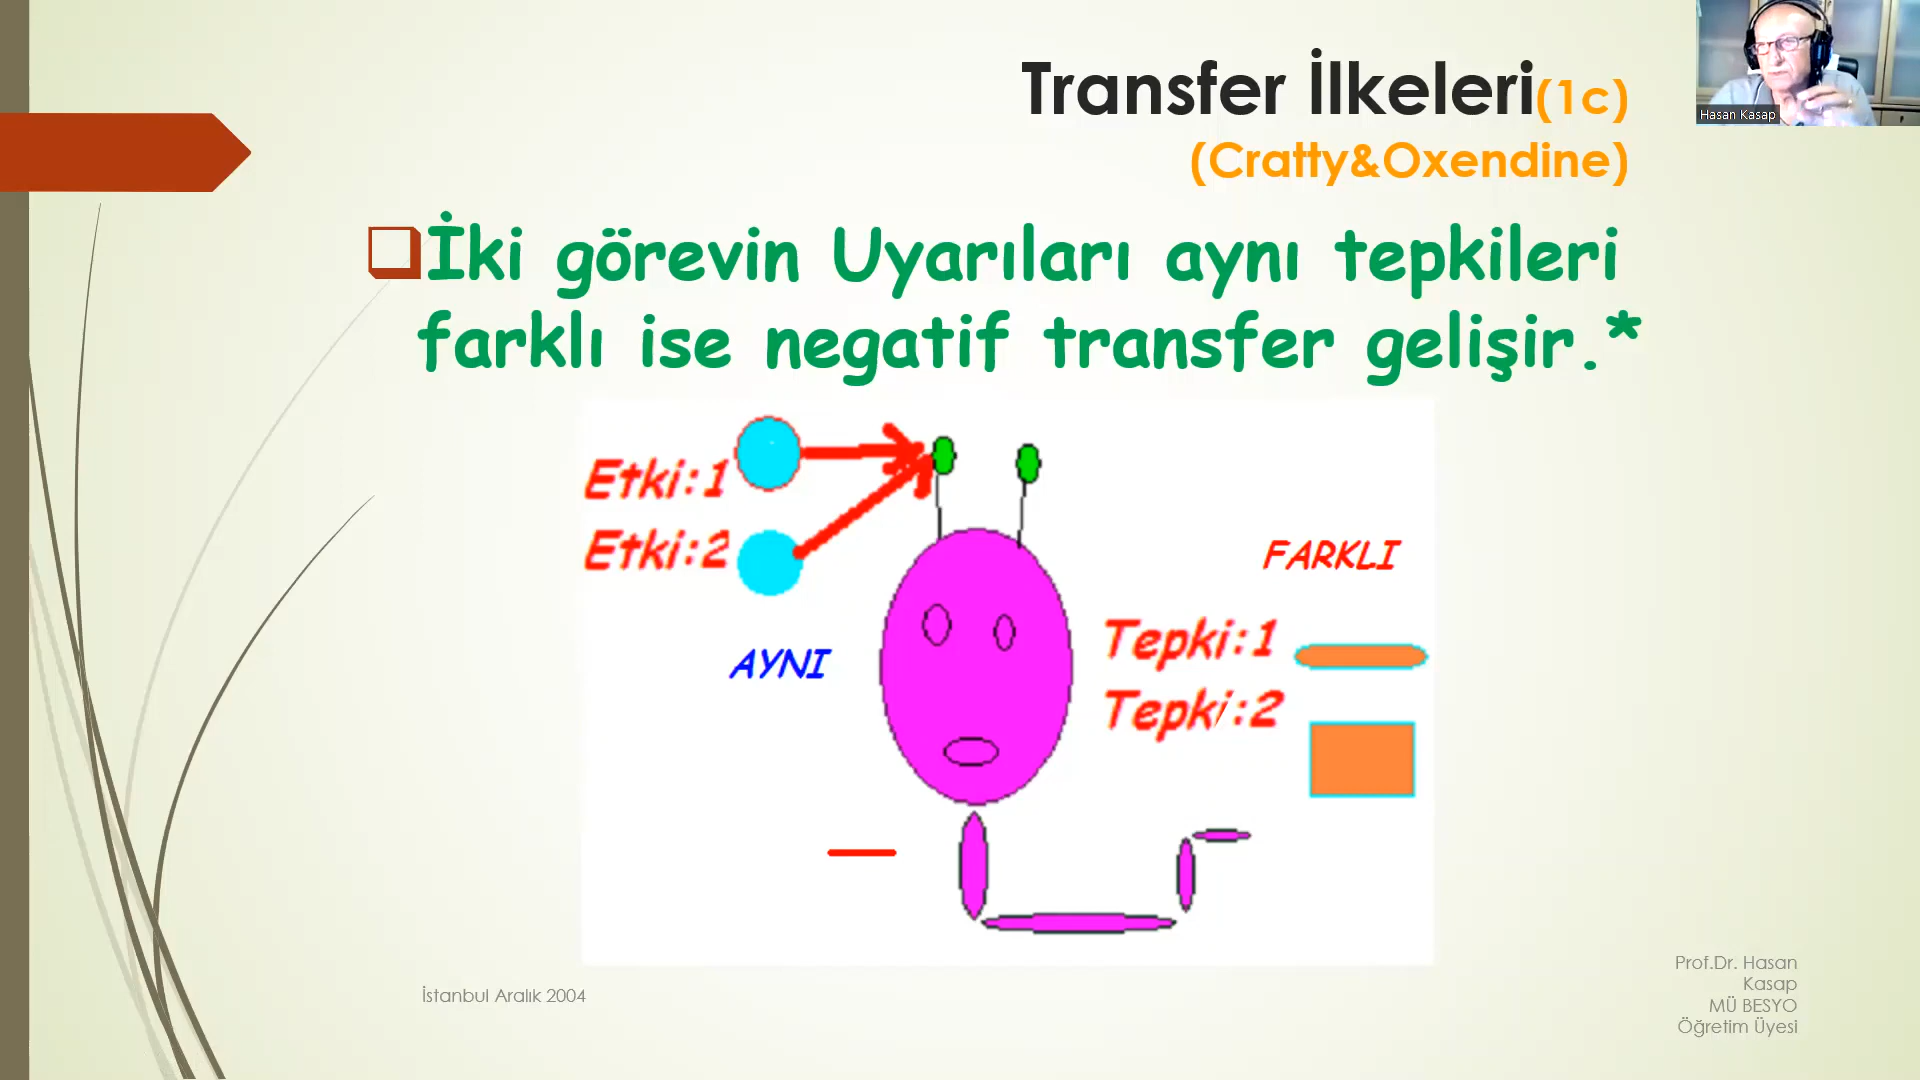 Transfer İlkeleri(1c)
(Cratty&Oxendine)
Hasan Kasap
İki görevin Uyarıları aynı tepkileri
farklı ise negatif transfer gelişir.*
Etki:1
Etki:2
AYNI
FARKLI
Tepki:1
Tepki:2
İstanbul Aralık 2004
Prof.Dr. Hasan
Kasap
MÜ BESYO
Öğretim Üyesi